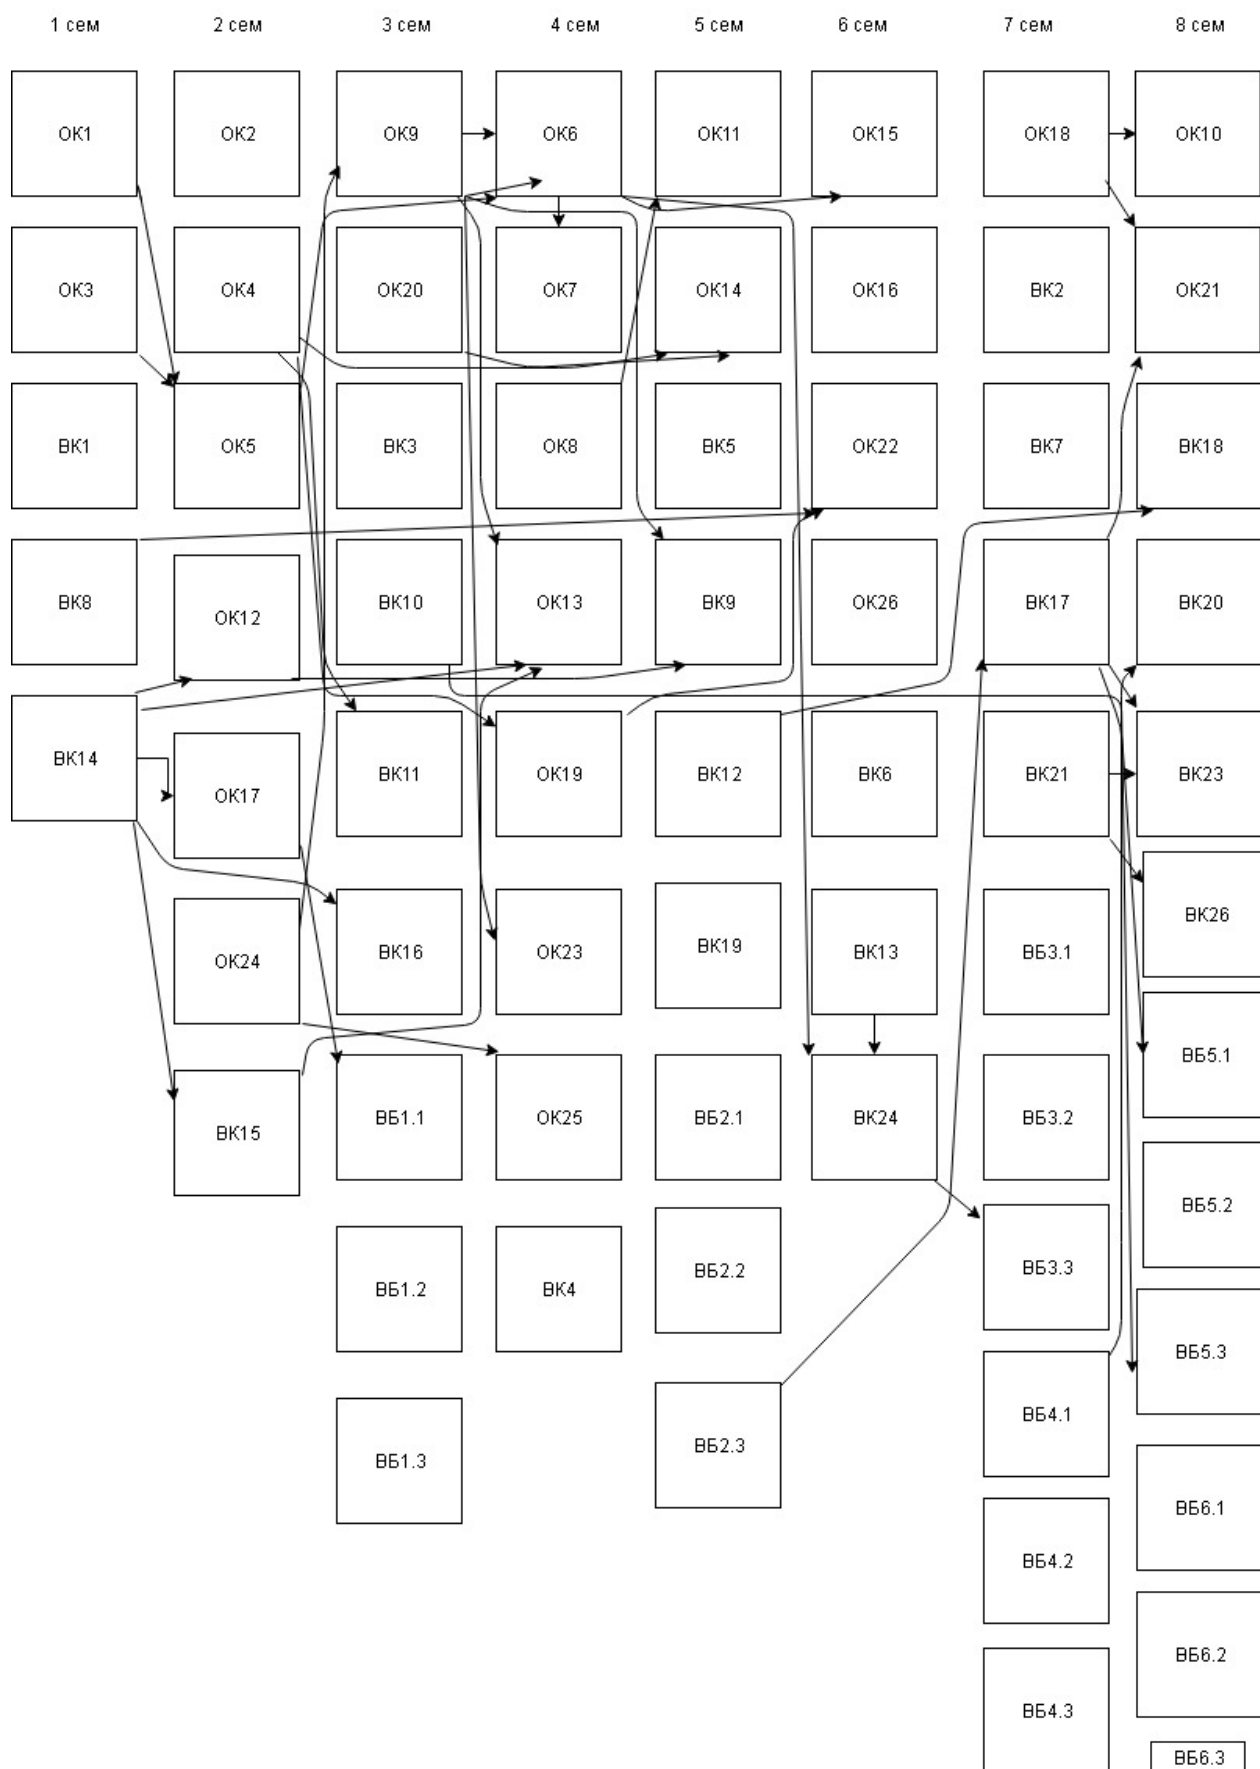 1 сем 2 сем 3 сем 4 сем 5 сем 6 сем 7 сем 8 сем
ОК1 ОК2 ОК9 ОК6 ОК11 ОК15 ОК18 ОК10
ОК3 ОК4 ОК20 ОК7 ОК14 ОК16 ВК2 ОК21
ВК1 ОК5 ВК3 ОК8 ВК5 ОК22 ВК7 ВК18
ВК8 ОК12 ВК10 ОК13 ВК9 ОК26 ВК17 ВК20
ВК14 ОК17 ВК11 ОК19 ВК12 ВК6 ВК21 ВК23
ОК24 ВК16 ОК23 ВК19 ВК13 ВБ3.1 ВК26
ВК15 ВБ1.1 ОК25 ВБ2.1 ВК24 ВБ3.2 ВБ5.1
ВБ1.2 ВК4 ВБ2.2 ВБ3.3 ВБ5.2
ВБ1.3 ВБ2.3 ВБ4.1 ВБ5.3
ВБ4.2 ВБ6.1
ВБ4.3 ВБ6.2
ВБ6.3